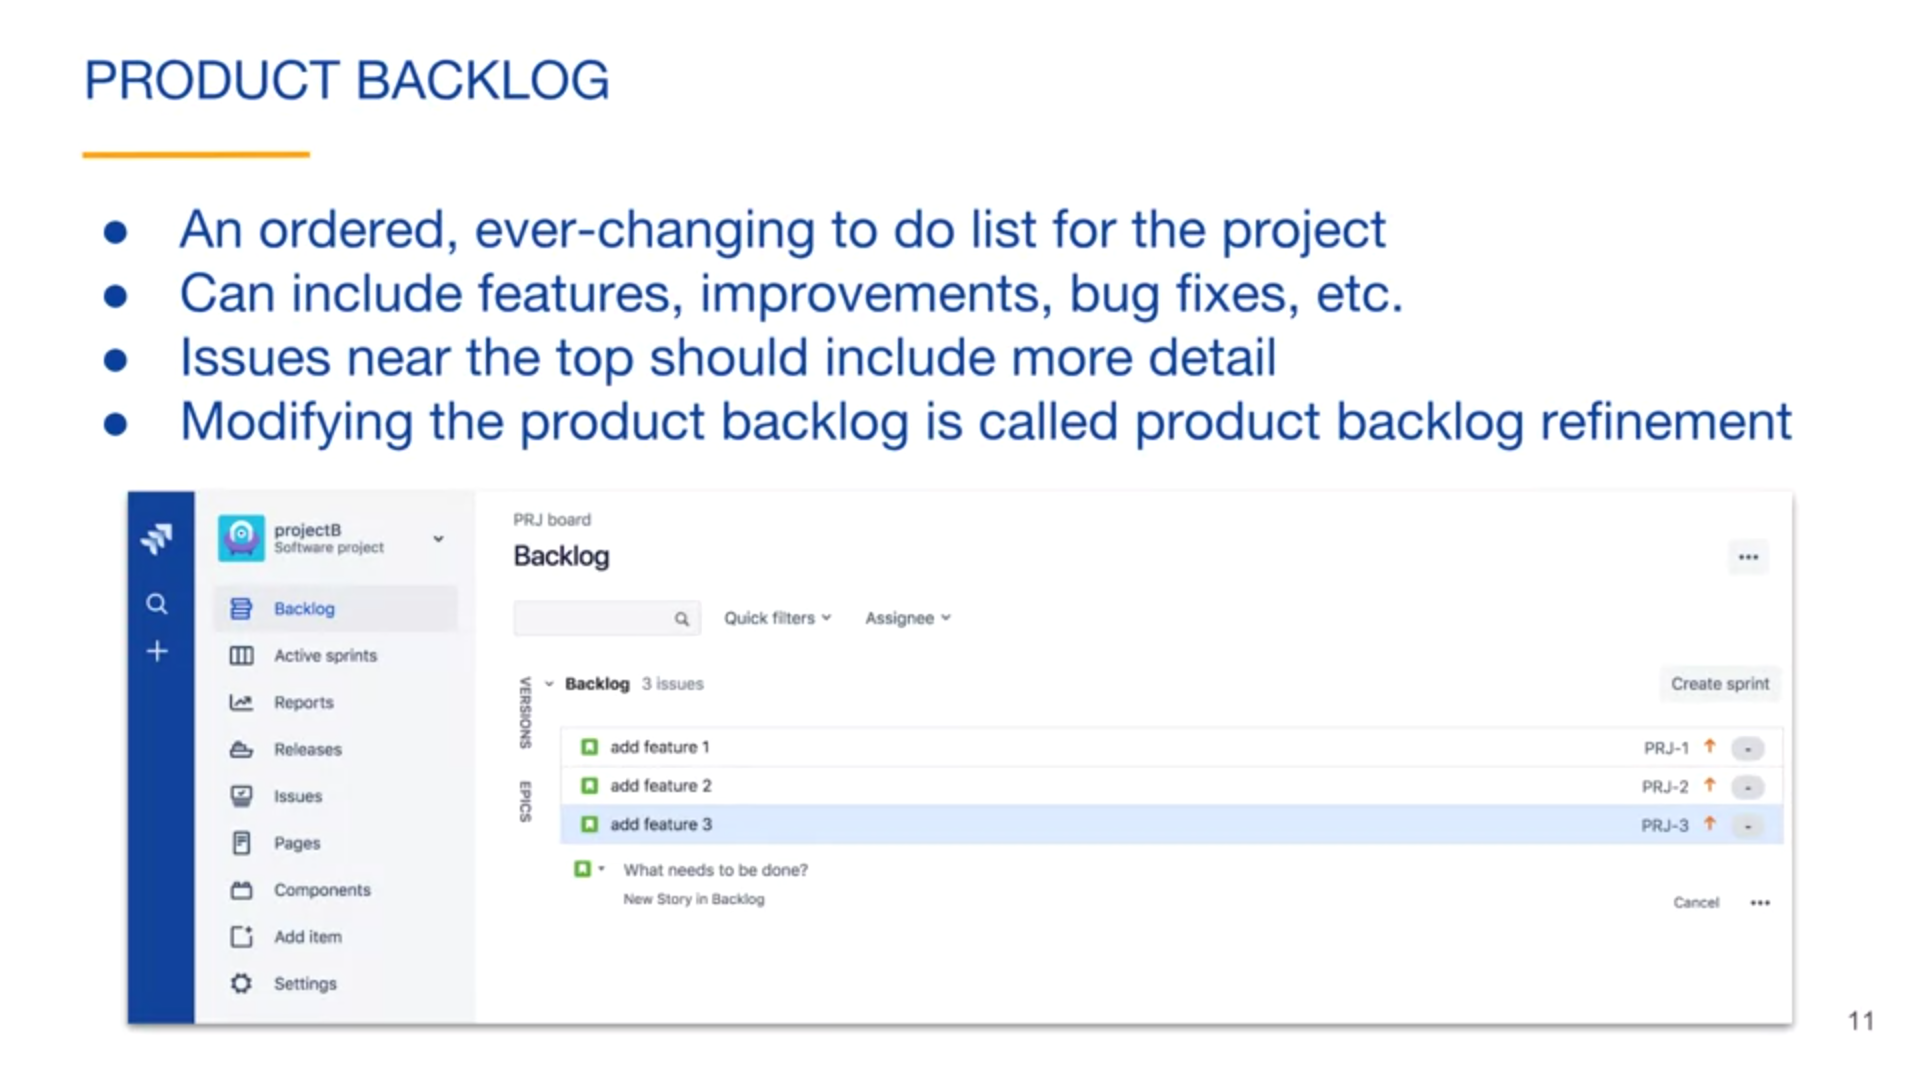 PRODUCT BACKLOG
● An ordered, ever-changing to do list for the project
● Can include features, improvements, bug fixes, etc.
● Issues near the top should include more detail
● Modifying the product backlog is called product backlog refinement
projectB
Software project
Backlog
Active sprints
Reports
Releases
Issues
Pages
Components
Add item
Settings
PRJ board
Backlog
Quick filters Assignee
VERSIONS
EPICS
Backlog 3 issues Create sprint
add feature 1 PRJ-1 -
add feature 2 PRJ-2 -
add feature 3 PRJ-3 -
What needs to be done?
New Story in Backlog
Cancel
11